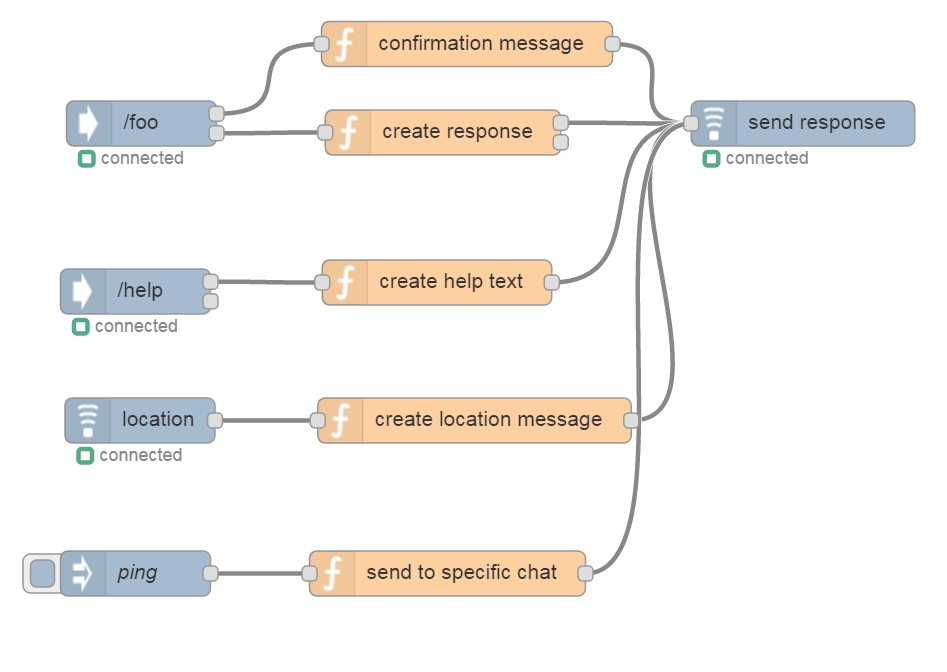 confirmation message
/foo
create response
send response
connected
connected
/help
create help text
connected
location
create location message
connected
ping
send to specific chat